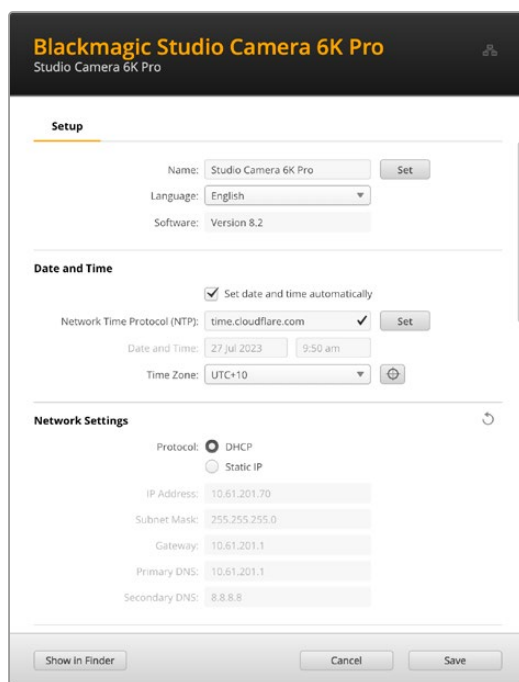 Blackmagic Studio Camera 6K Pro
Studio Camera 6K Pro
Setup
Name: Studio Camera 6K Pro Set
Language: English
Software: Version 8.2
Date and Time
Set date and time automatically
Network Time Protocol (NTP): time.cloudflare.com Set
Date and Time: 27 Jul 2023 9:50 am
Time Zone: UTC+10
Network Settings
Protocol: DHCP
Static IP
IP Address: 10.61.201.70
Subnet Mask: 255.255.255.0
Gateway: 10.61.201.1
Primary DNS: 10.61.201.1
Secondary DNS: 8.8.8.8
Show in Finder Cancel Save